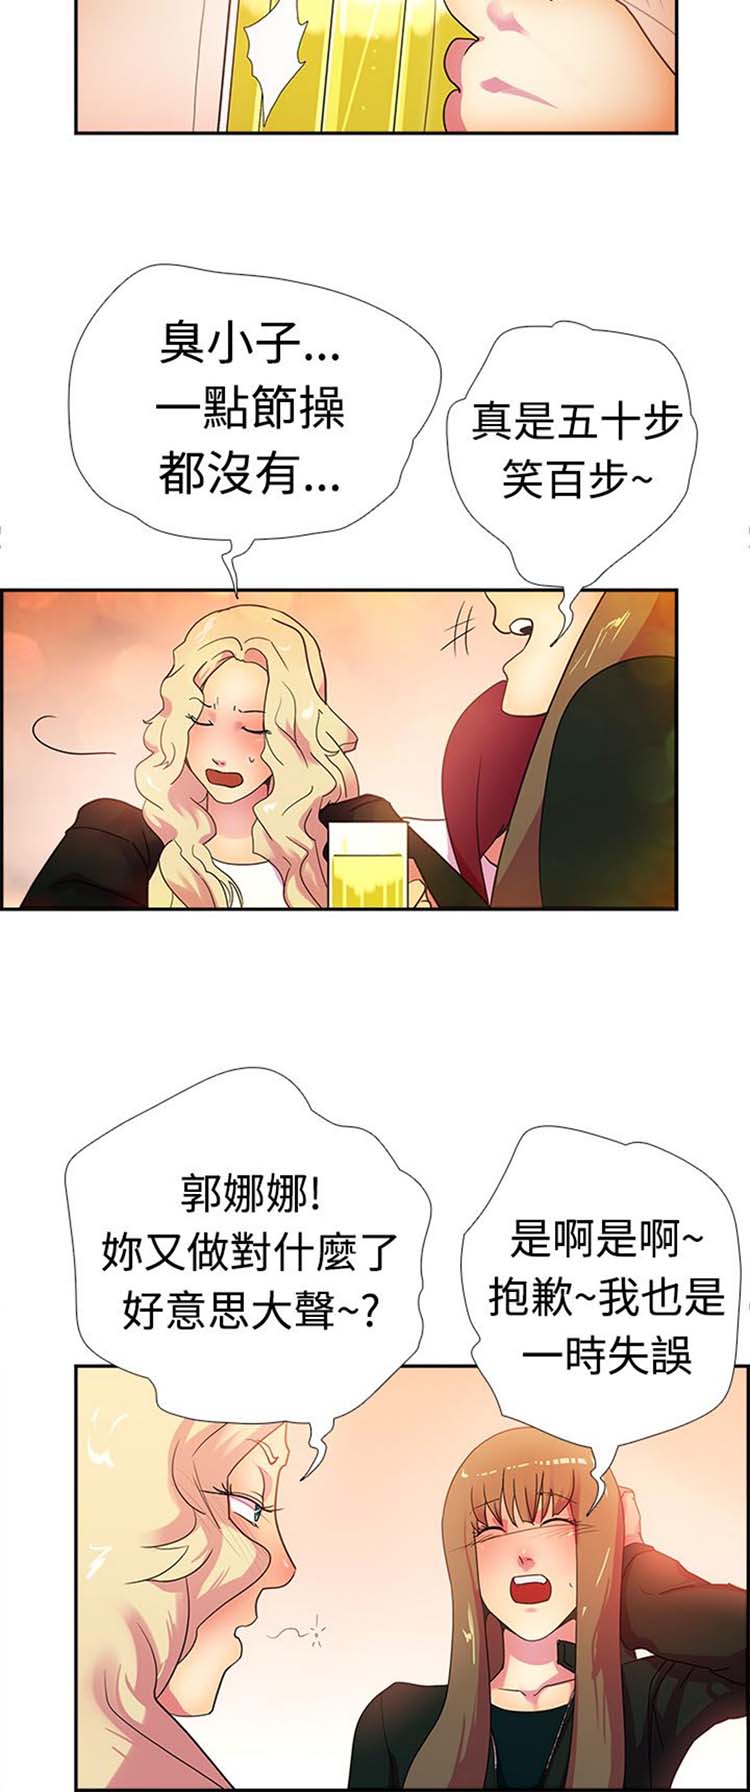 臭小子...
一點節操
都沒有...
真是五十步
笑百步~
郭娜娜!
妳又做對什麼了
好意思大聲~?
是啊是啊~
抱歉~我也是
一時失誤